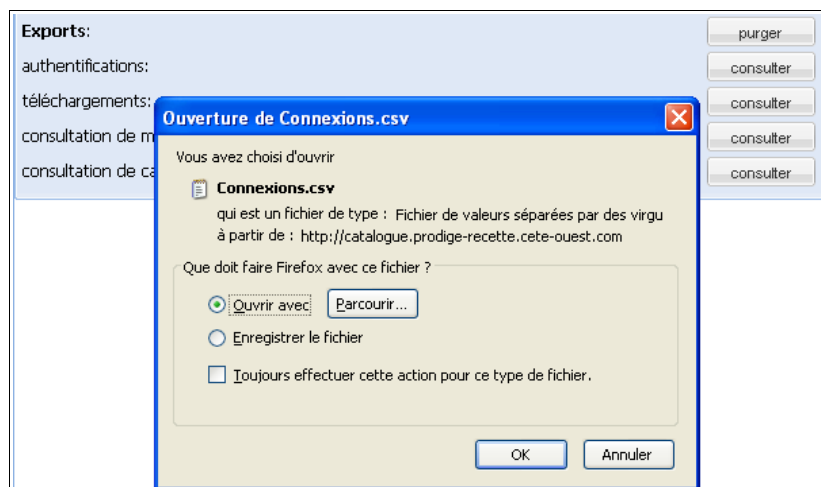 Exports:
purger
authentifications:
consulter
téléchargements:
consulter
consultation de m
consulter
consultation de ca
consulter
Ouverture de Connexions.csv
Vous avez choisi d'ouvrir
Connexions.csv
qui est un fichier de type : Fichier de valeurs séparées par des virgu
à partir de : http://catalogue.prodige-recette.cete-ouest.com
Que doit faire Firefox avec ce fichier ?
Ouvrir avec Parcourir...
Enregistrer le fichier
Toujours effectuer cette action pour ce type de fichier.
OK Annuler